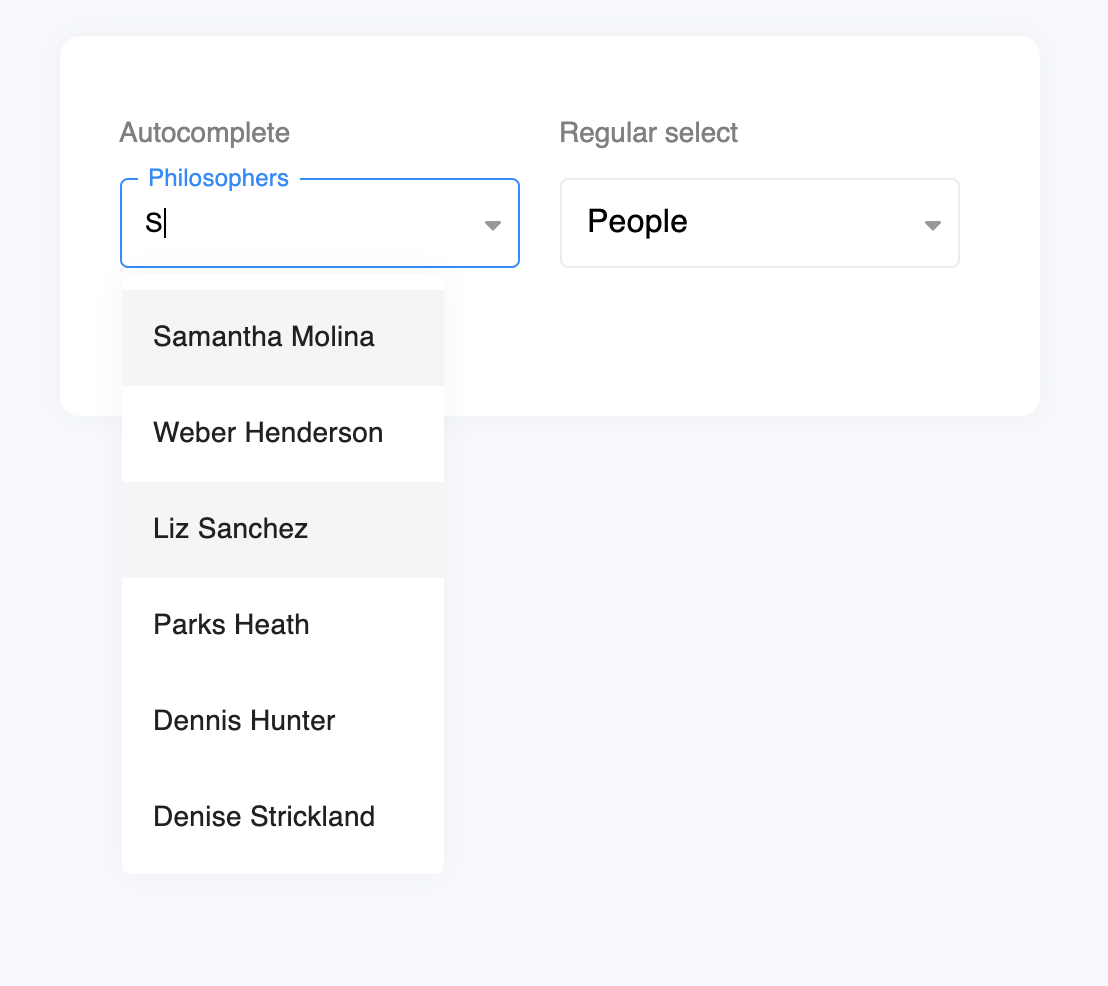 Autocomplete
Regular select
Philosophers
S
People
Samantha Molina
Weber Henderson
Liz Sanchez
Parks Heath
Dennis Hunter
Denise Strickland